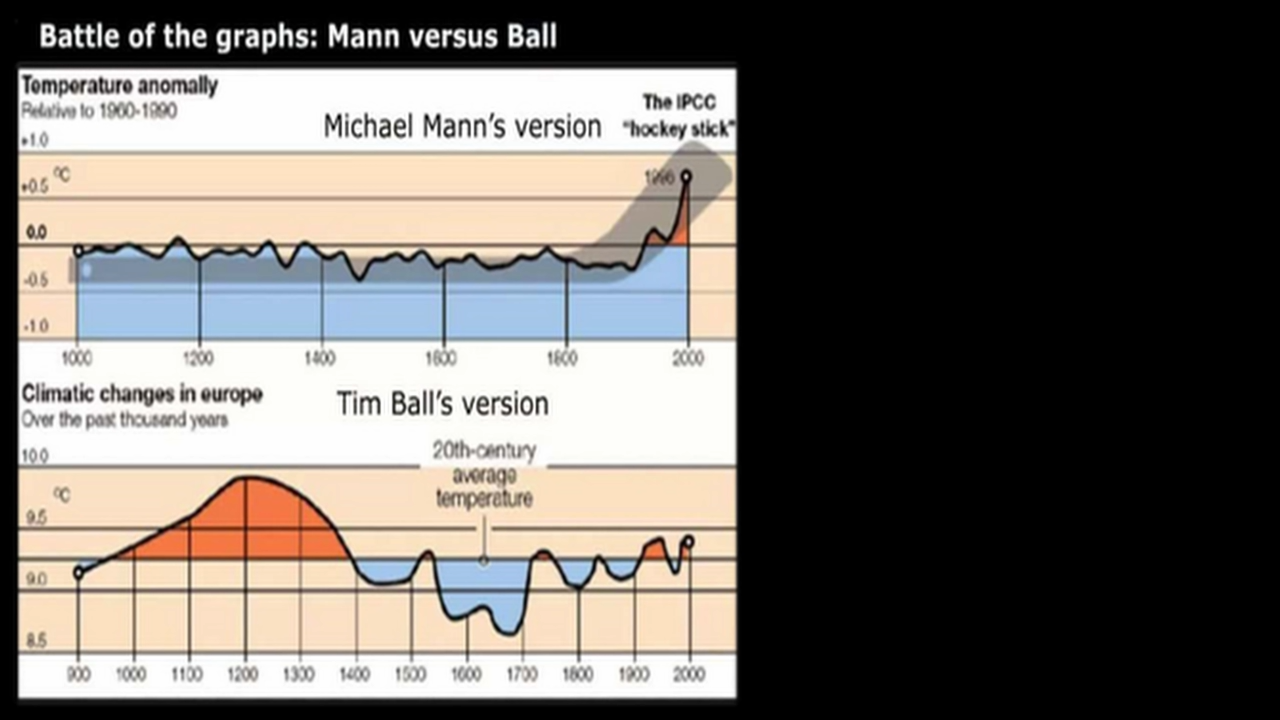 Battle of the graphs: Mann versus Ball
Temperature anomally
Relative to 1960-1990
Michael Mann's version
The IPCC
"hockey stick"
+1.0
°C
+0.5
1998
0.0
-0.5
-1.0
1000 1200 1400 1600 1800 2000
Climatic changes in europe
Over the past thousand years
Tim Ball's version
10.0
20th-century
average
temperature
°C
9.5
9.0
8.5
900 1000 1100 1200 1300 1400 1500 1600 1700 1800 1900 2000